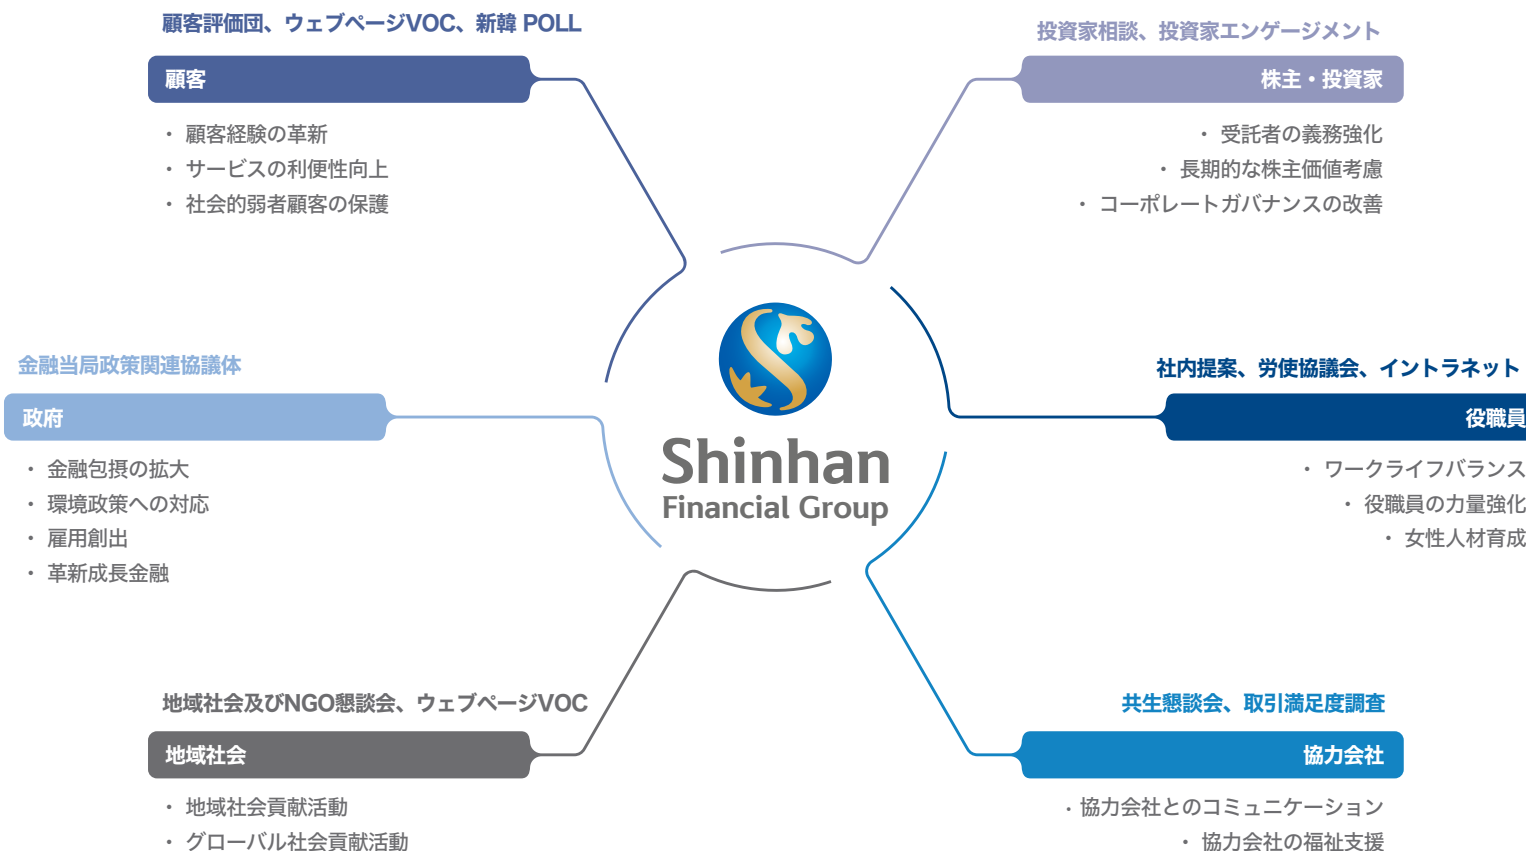 顧客評価団、ウェブページVOC、新韓 POLL
顧客
・ 顧客経験の革新
・ サービスの利便性向上
・ 社会的弱者顧客の保護
投資家相談、投資家エンゲージメント
株主・投資家
・ 受託者の義務強化
・ 長期的な株主価値考慮
・ コーポレートガバナンスの改善
金融当局政策関連協議体
政府
・ 金融包摂の拡大
・ 環境政策への対応
・ 雇用創出
・ 革新成長金融
Shinhan
Financial Group
社内提案、労使協議会、イントラネット
役職員
・ ワークライフバランス
・ 役職員の力量強化
・ 女性人材育成
地域社会及びNGO懇談会、ウェブページVOC
地域社会
・ 地域社会貢献活動
・ グローバル社会貢献活動
共生懇談会、取引満足度調査
協力会社
・協力会社とのコミュニケーション
・ 協力会社の福祉支援